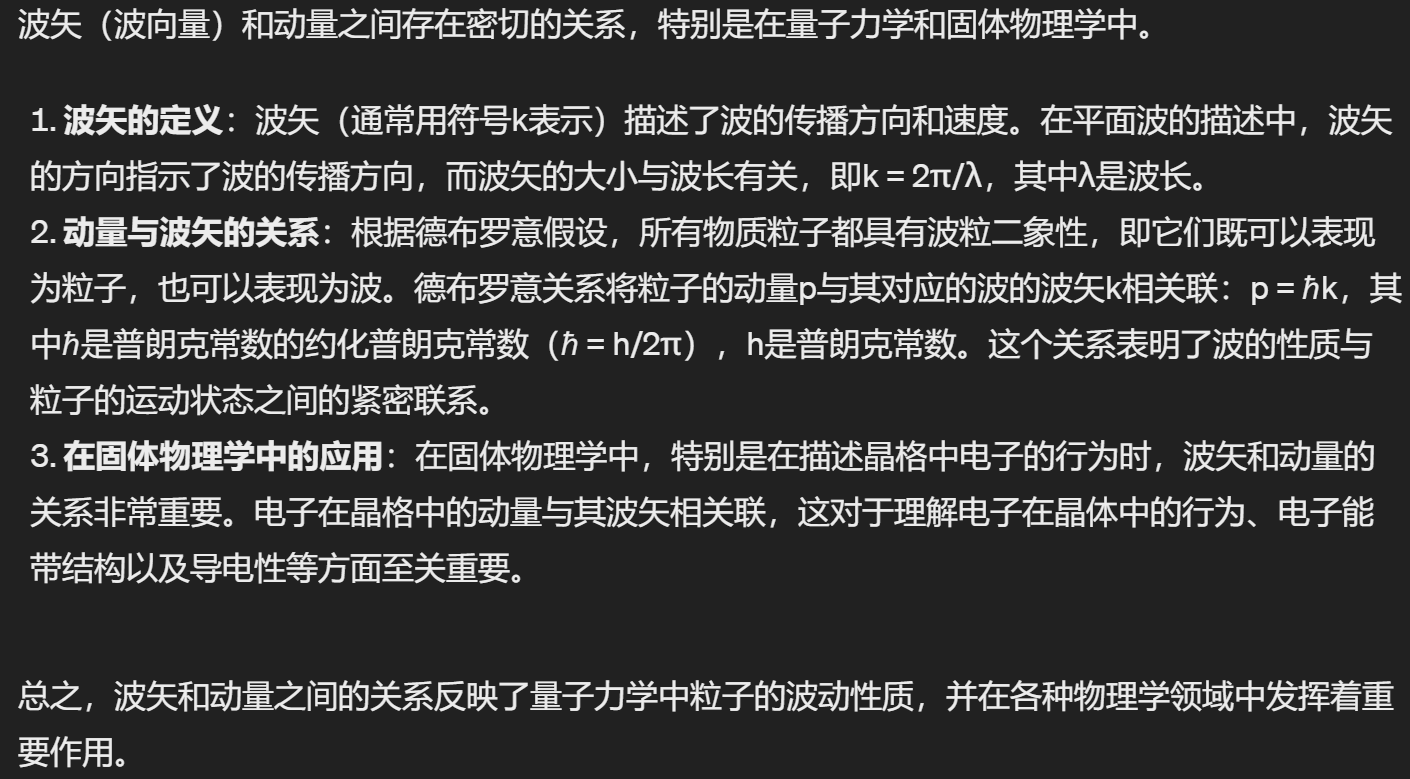 波矢（波向量）和动量之间存在密切的关系，特别是在量子力学和固体物理学中。
1. 波矢的定义：波矢（通常用符号k表示）描述了波的传播方向和速度。在平面波的描述中，波矢
的方向指示了波的传播方向，而波矢的大小与波长有关，即k = 2π/λ，其中λ是波长。
2. 动量与波矢的关系：根据德布罗意假设，所有物质粒子都具有波粒二象性，即它们既可以表现
为粒子，也可以表现为波。德布罗意关系将粒子的动量p与其对应的波的波矢k相关联：p = ℏk，其
中ℏ是普朗克常数的约化普朗克常数（ℏ = h/2π），h是普朗克常数。这个关系表明了波的性质与
粒子的运动状态之间的紧密联系。
3. 在固体物理学中的应用：在固体物理学中，特别是在描述晶格中电子的行为时，波矢和动量的
关系非常重要。电子在晶格中的动量与其波矢相关联，这对于理解电子在晶体中的行为、电子能
带结构以及导电性等方面至关重要。
总之，波矢和动量之间的关系反映了量子力学中粒子的波动性质，并在各种物理学领域中发挥着重
要作用。